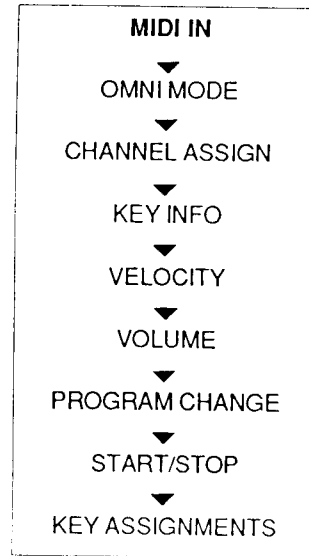 MIDI IN
OMNI MODE
CHANNEL ASSIGN
KEY INFO
VELOCITY
VOLUME
PROGRAM CHANGE
START/STOP
KEY ASSIGNMENTS